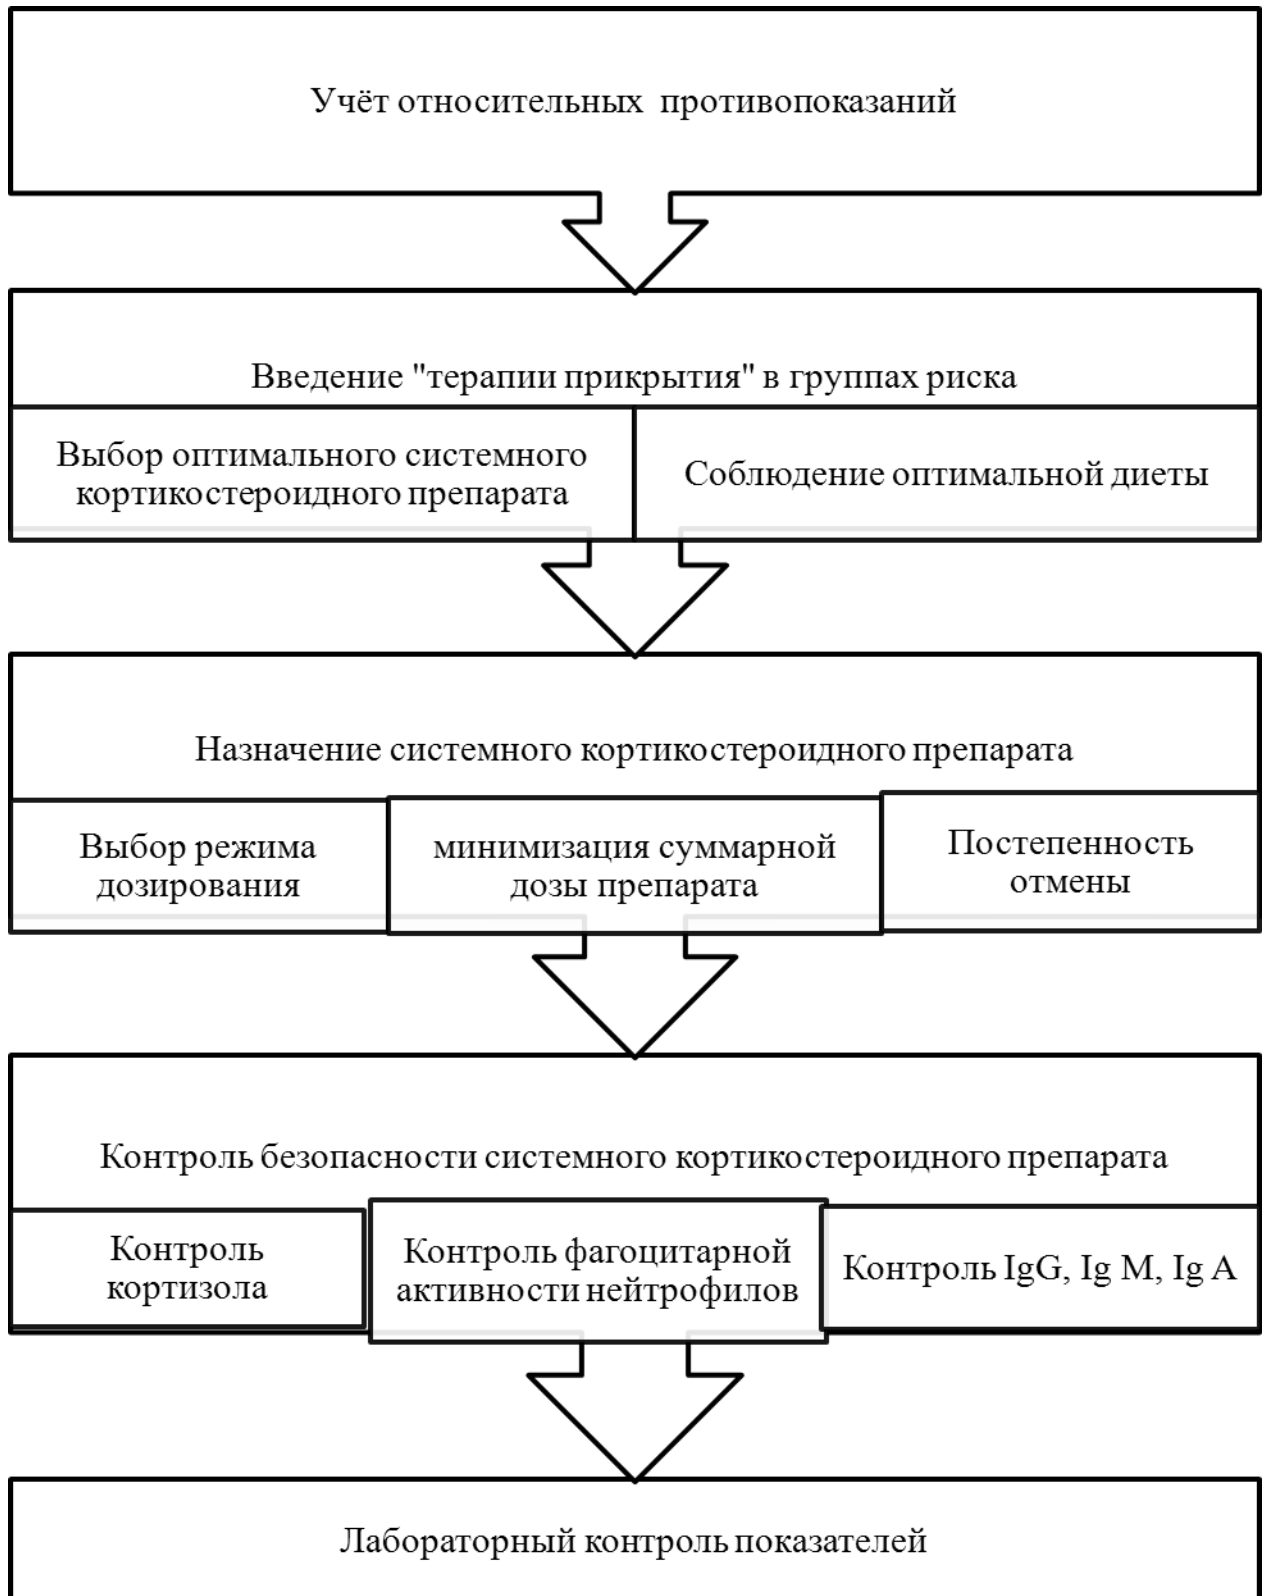 Учёт относительных противопоказаний
Введение "терапии прикрытия" в группах риска
Выбор оптимального системного
кортикостероидного препарата
Соблюдение оптимальной диеты
Назначение системного кортикостероидного препарата
Выбор режима
дозирования
минимизация суммарной
дозы препарата
Постепенность
отмены
Контроль безопасности системного кортикостероидного препарата
Контроль
кортизола
Контроль фагоцитарной
активности нейтрофилов
Контроль IgG, Ig M, Ig A
Лабораторный контроль показателей